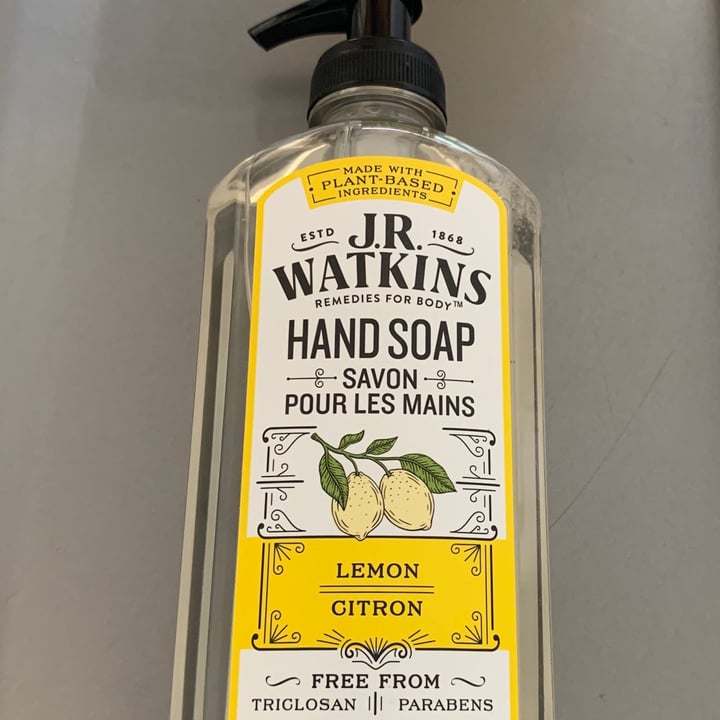 MADE WITH
PLANT-BASED
INGREDIENTS
ESTD J.R. 1868
WATKINS
REMEDIES FOR BODY™
HAND SOAP
SAVON
POUR LES MAINS
LEMON
CITRON
FREE FROM
TRICLOSAN PARABENS